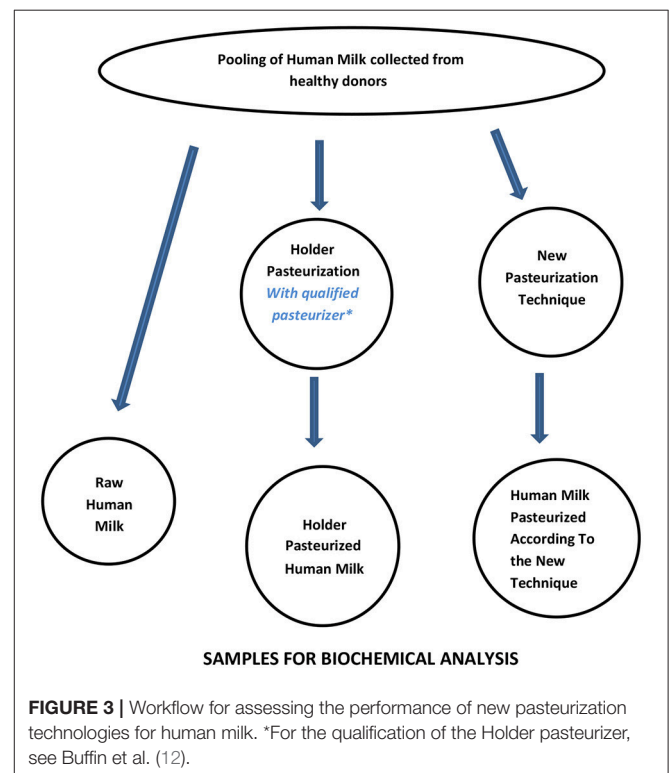 Pooling of Human Milk collected from
healthy donors
Holder
Pasteurization
With qualified
pasteurizer*
New
Pasteurization
Technique
Raw
Human
Milk
Holder
Pasteurized
Human Milk
Human Milk
Pasteurized
According To
the New
Technique
SAMPLES FOR BIOCHEMICAL ANALYSIS
FIGURE 3 | Workflow for assessing the performance of new pasteurization
technologies for human milk. *For the qualification of the Holder pasteurizer,
see Buffin et al. (12).